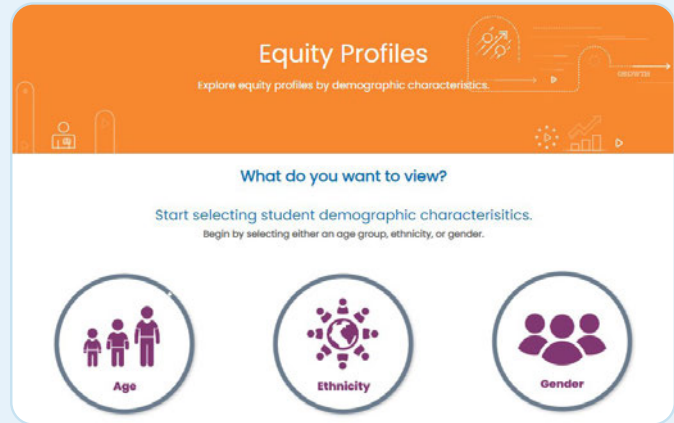 Equity Profiles
Explore equity profiles by demographic characteristics.
GROWTH
What do you want to view?
Start selecting student demographic characterisitics.
Begin by selecting either an age group, ethnicity, or gender.
Age
Ethnicity
Gender